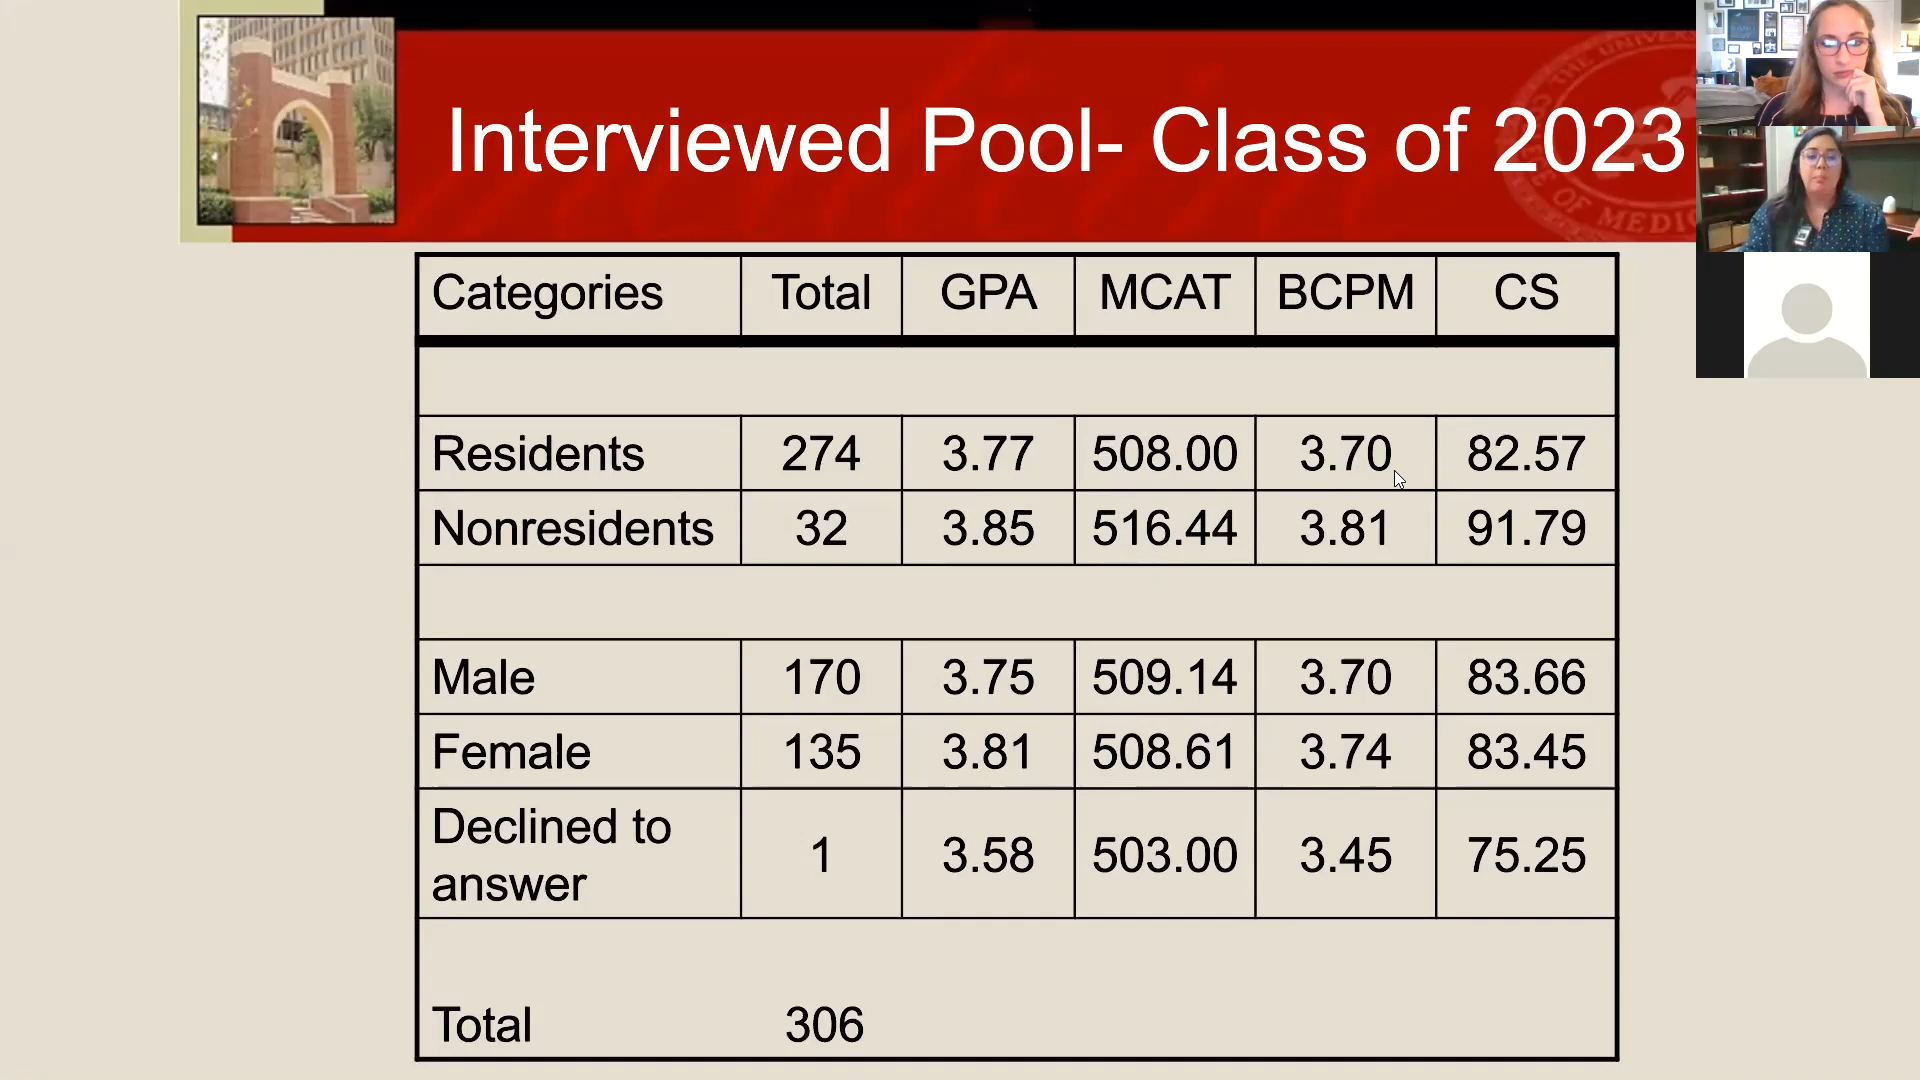 Interviewed Pool- Class of 2023
Categories Total GPA MCAT BCPM CS
Residents 274 3.77 508.00 3.70 82.57
Nonresidents 32 3.85 516.44 3.81 91.79
Male 170 3.75 509.14 3.70 83.66
Female 135 3.81 508.61 3.74 83.45
Declined to
answer 1 3.58 503.00 3.45 75.25
Total 306